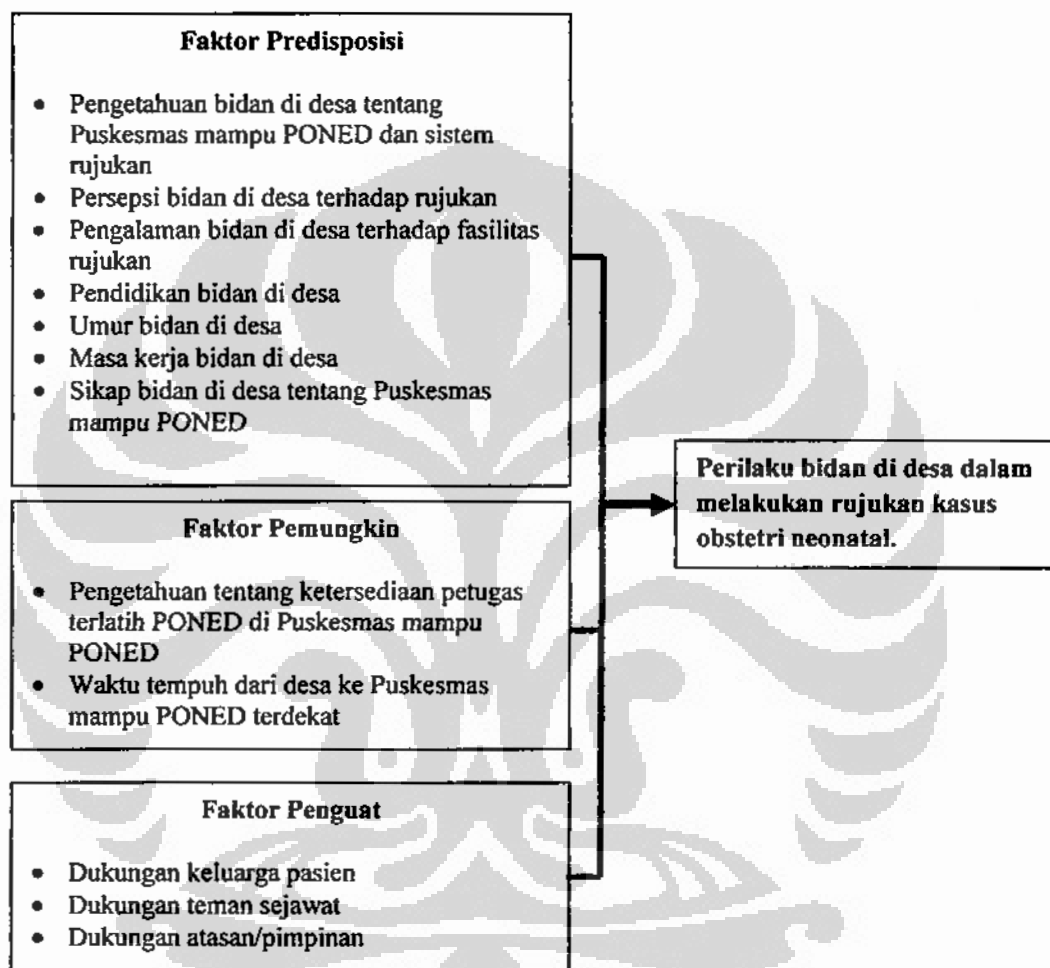 Faktor Predisposisi
• Pengetahuan bidan di desa tentang
Puskesmas mampu PONED dan sistem
rujukan
• Persepsi bidan di desa terhadap rujukan
• Pengalaman bidan di desa terhadap fasilitas
rujukan
• Pendidikan bidan di desa
• Umur bidan di desa
• Masa kerja bidan di desa
• Sikap bidan di desa tentang Puskesmas
mampu PONED
Faktor Pemungkin
• Pengetahuan tentang ketersediaan petugas
terlatih PONED di Puskesmas mampu
PONED
• Waktu tempuh dari desa ke Puskesmas
mampu PONED terdekat
Faktor Penguat
• Dukungan keluarga pasien
• Dukungan teman sejawat
• Dukungan atasan/pimpinan
Perilaku bidan di desa dalam
melakukan rujukan kasus
obstetri neonatal.